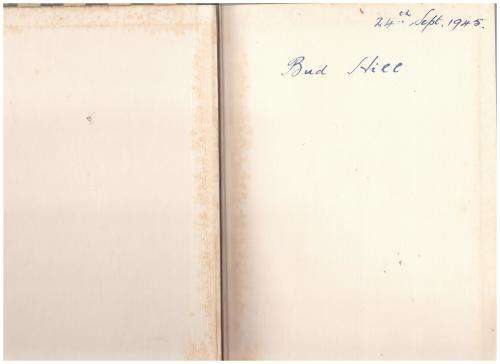 24th Sept. 1945.
Bud Hill